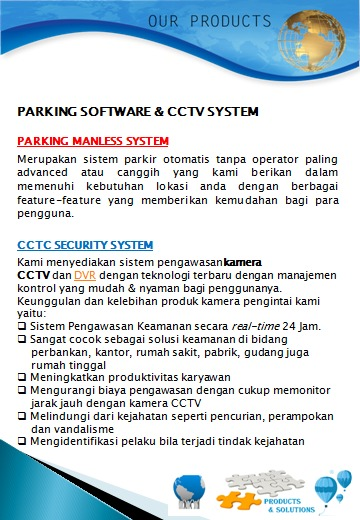 OUR PRODUCTS
PARKING SOFTWARE & CCTV SYSTEM
PARKING MANLESS SYSTEM
Merupakan sistem parkir otomatis tanpa operator paling
advanced atau canggih yang kami berikan dalam
memenuhi kebutuhan lokasi anda dengan berbagai
feature-feature yang memberikan kemudahan bagi para
pengguna.
CCTC SECURITY SYSTEM
Kami menyediakan sistem pengawasankamera
CCTV dan DVR dengan teknologi terbaru dengan manajemen
kontrol yang mudah & nyaman bagi penggunanya.
Keunggulan dan kelebihan produk kamera pengintai kami
yaitu:
❑ Sistem Pengawasan Keamanan secara real-time 24 Jam.
❑ Sangat cocok sebagai solusi keamanan di bidang
perbankan, kantor, rumah sakit, pabrik, gudang juga
rumah tinggal
❑ Meningkatkan produktivitas karyawan
❑ Mengurangi biaya pengawasan dengan cukup memonitor
jarak jauh dengan kamera CCTV
❑ Melindungi dari kejahatan seperti pencurian, perampokan
dan vandalisme
❑ Mengidentifikasi pelaku bila terjadi tindak kejahatan
PRODUCTS
& SOLUTIONS